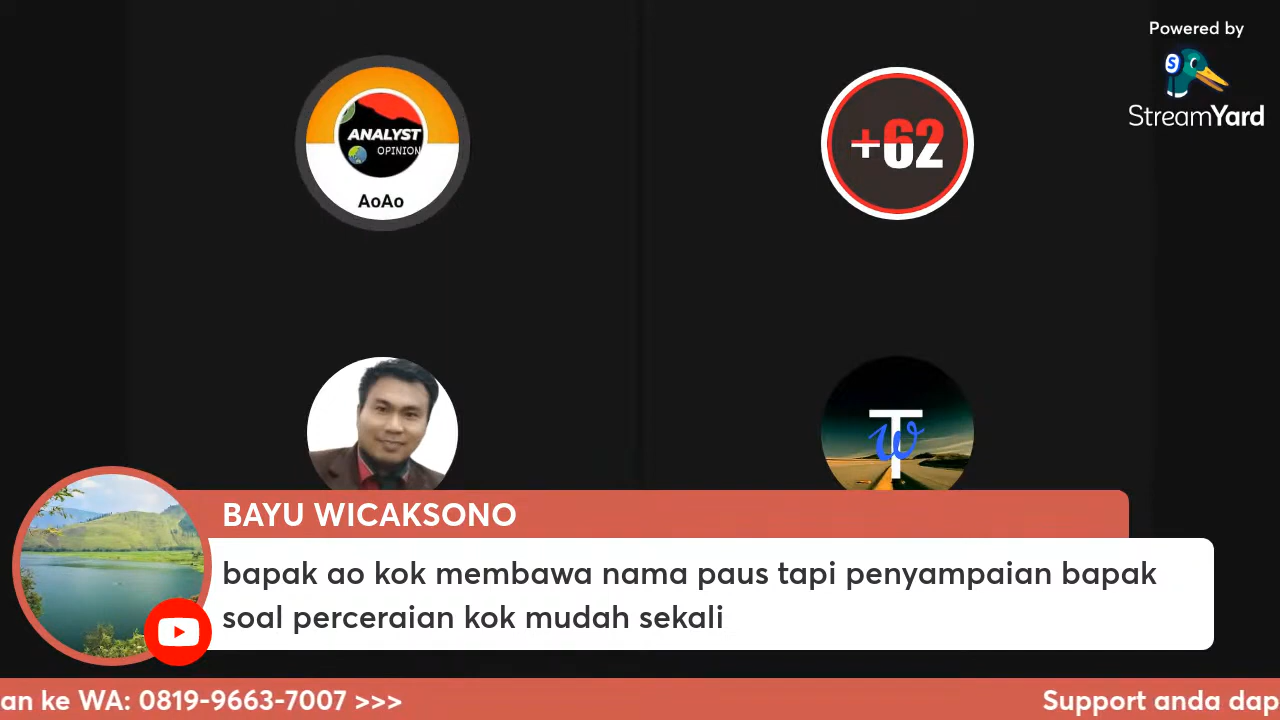 Powered by
StreamYard
ANALYST
OPINION
AoAo
+62
T
w
BAYU WICAKSONO
bapak ao kok membawa nama paus tapi penyampaian bapak
soal perceraian kok mudah sekali
an ke WA: 0819-9663-7007 >>>
Support anda dap